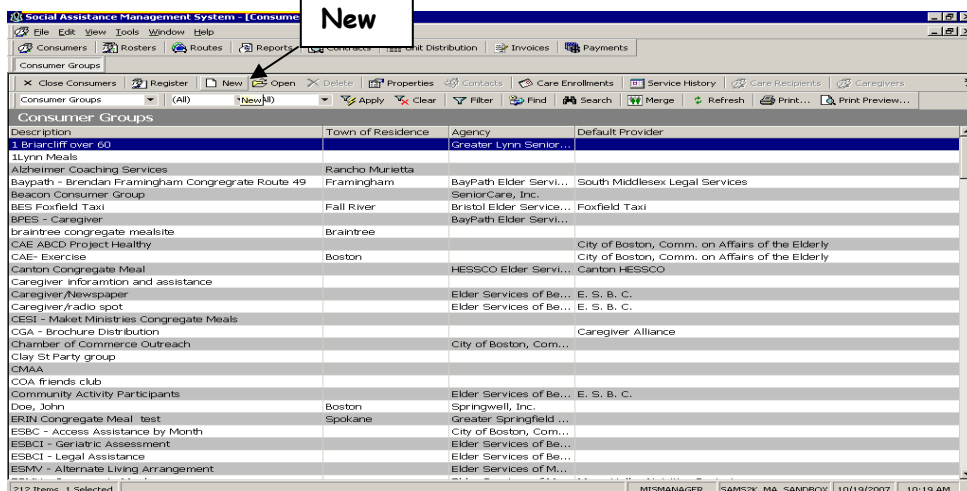 Social Assistance Management System - [Consume
New
File Edit View Tools Window Help
Consumers Rosters Routes Reports Contracts Unit Distribution Invoices Payments
Consumer Groups
Close Consumers Register New Open Delete Properties Contacts Care Enrollments Service History Care Recipients Caregivers
Consumer Groups (All) New All) Apply Clear Filter Find Search Merge Refresh Print... Print Preview...
Consumer Groups
Description Town of Residence Agency Default Provider
1 Briarcliff over 60 Greater Lynn Senior...
1Lynn Meals
Alzheimer Coaching Services Rancho Murietta
Baypath - Brendan Framingham Congregrate Route 49 Framingham BayPath Elder Servi... South Middlesex Legal Services
Beacon Consumer Group SeniorCare, Inc.
BES Foxfield Taxi Fall River Bristol Elder Service... Foxfield Taxi
BPES - Caregiver BayPath Elder Servi...
braintree congregate mealsite Braintree
CAE ABCD Project Healthy City of Boston, Comm. on Affairs of the Elderly
CAE- Exercise Boston City of Boston, Comm. on Affairs of the Elderly
Canton Congregate Meal HESSCO Elder Servi... Canton HESSCO
Caregiver inforamtion and assistance
Caregiver/Newspaper Elder Services of Be... E. S. B. C.
Caregiver/radio spot Elder Services of Be... E. S. B. C.
CESI - Maket Ministries Congregate Meals
CGA - Brochure Distribution Caregiver Alliance
Chamber of Commerce Outreach City of Boston, Com...
Clay St Party group
CMAA
COA friends club
Community Activity Participants Elder Services of Be... E. S. B. C.
Doe, John Boston Springwell, Inc.
ERIN Congregate Meal test Spokane Greater Springfield ...
ESBC - Access Assistance by Month City of Boston, Com...
ESBCI - Geriatric Assessment Elder Services of Be...
ESBCI - Legal Assistance Elder Services of Be...
ESMV - Alternate Living Arrangement Elder Services of M...
212 Items, 1 Selected MISMANAGER SAMS2K_MA_SANDBOX 10/19/2007 10:19 AM